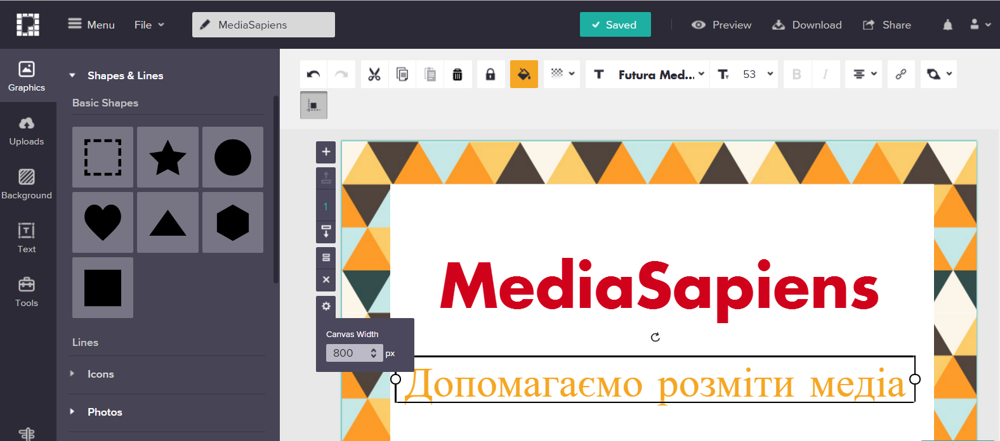 Menu
File
MediaSapiens
Saved
Preview
Download
Share
Graphics
Uploads
Background
Text
Tools
Shapes & Lines
Basic Shapes
Lines
Icons
Photos
Futura Med...
53
B
I
1
Canvas Width
800 px
MediaSapiens
Допомагаємо розміти медіа